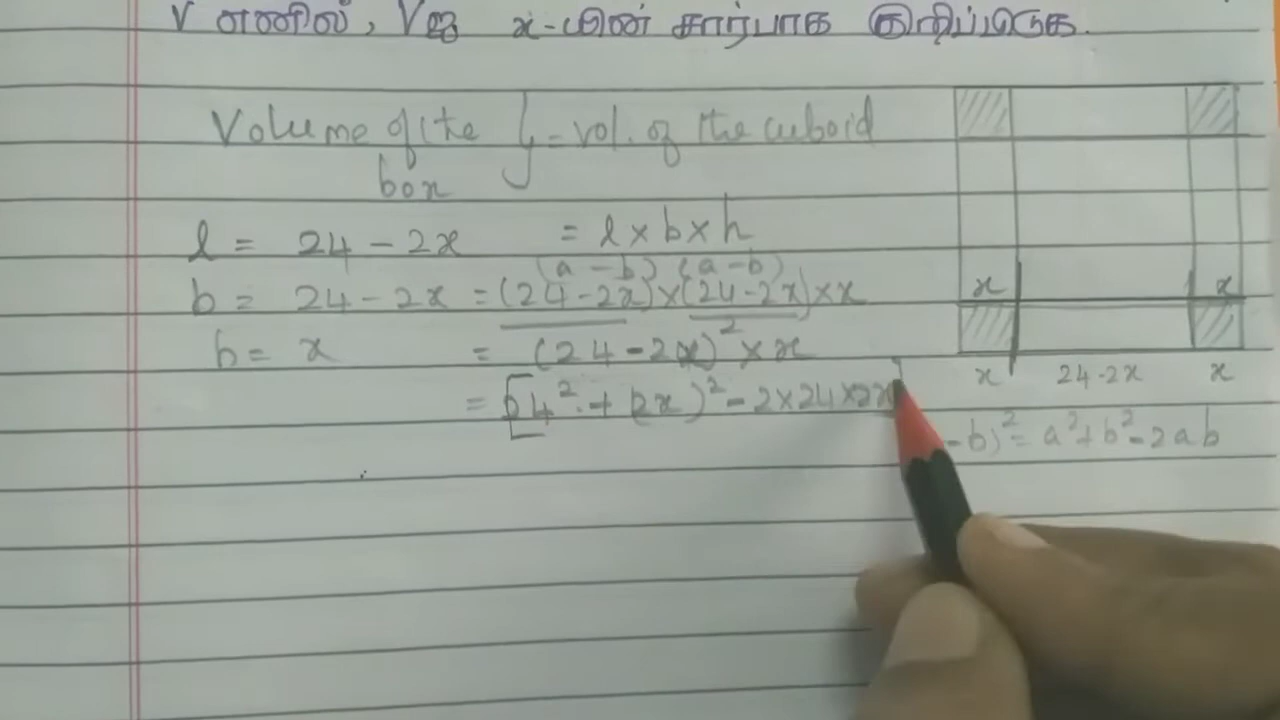 V எனில், V ஐ x-யின் சார்பாக குறிப்பிடுக.
Volume of the box } = vol. of the cuboid
l = 24 - 2x = l × b × h
(a - b) (a - b)
b = 24 - 2x = (24 - 2x) × (24 - 2x) × x
h = x = (24 - 2x)² × x
= [24² + (2x)² - 2 × 24 × 2x
x x
x 24-2x x
- b)² = a² + b² - 2ab